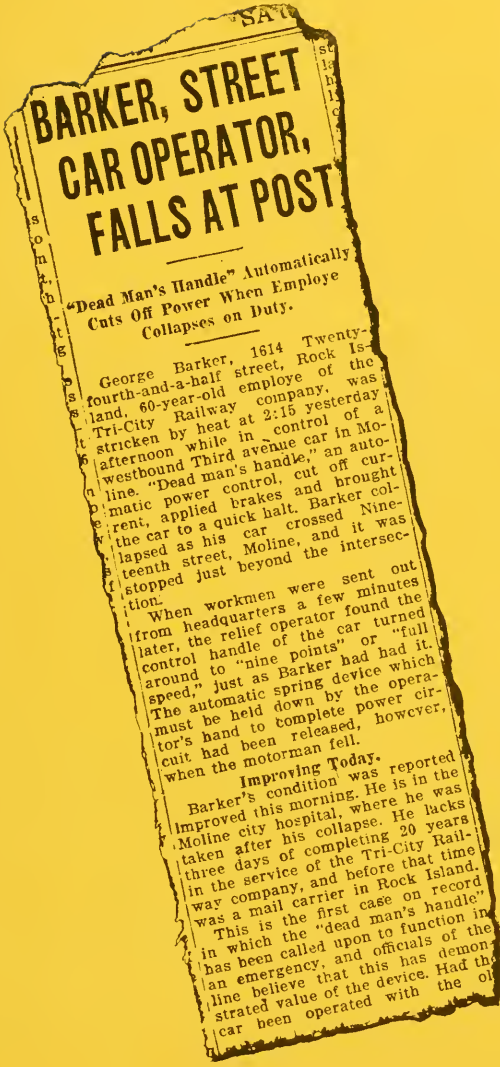 SAT
BARKER, STREET
CAR OPERATOR,
FALLS AT POST
"Dead Man's Handle" Automatically
Cuts Off Power When Employe
Collapses on Duty.
George Barker, 1614 Twenty-
fourth-and-a-half street, Rock Is-
land, 60-year-old employe of the
Tri-City Railway company, was
stricken by heat at 2:15 yesterday
afternoon while in control of a
westbound Third avenue car in Mo-
line. "Dead man's handle," an auto-
matic power control, cut off cur-
rent, applied brakes and brought
the car to a quick halt. Barker col-
lapsed as his car crossed Nine-
teenth street, Moline, and it was
stopped just beyond the intersec-
tion.
When workmen were sent out
from headquarters a few minutes
later, the relief operator found the
control handle of the car turned
around to "nine points" or "full
speed," just as Barker had had it.
The automatic spring device which
must be held down by the opera-
tor's hand to complete power cir-
cuit had been released, however,
when the motorman fell.
Improving Today.
Barker's condition was reported
improved this morning. He is in the
Moline city hospital, where he was
taken after his collapse. He lacks
three days of completing 20 years
in the service of the Tri-City Rail-
way company, and before that time
was a mail carrier in Rock Island.
This is the first case on record
in which the "dead man's handle"
has been called upon to function in
an emergency, and officials of the
line believe that this has demon-
strated value of the device. Had th
car been operated with the ol